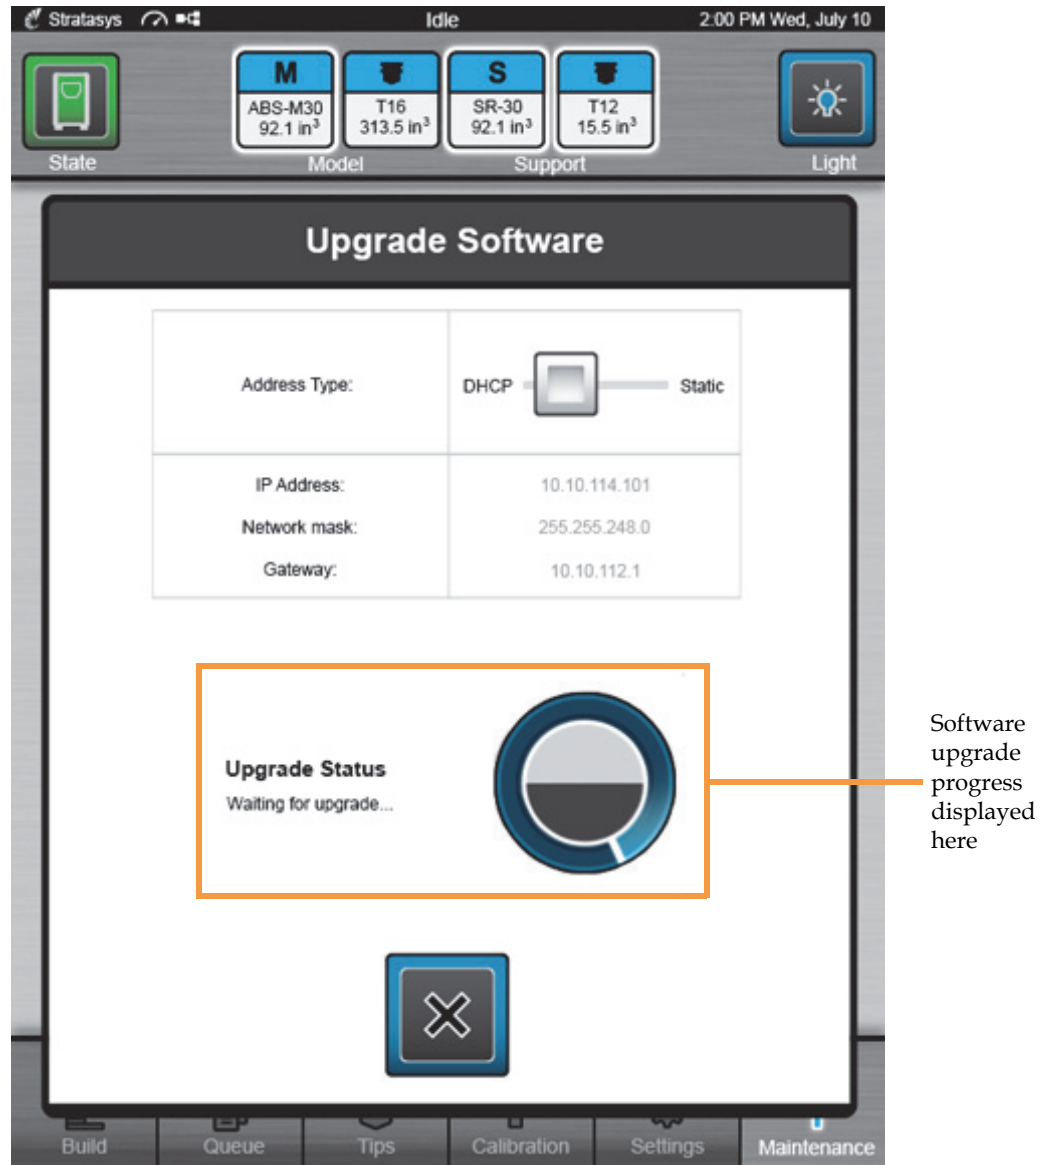 Stratasys Idle 2:00 PM Wed, July 10
M S
ABS-M30 T16 SR-30 T12
92.1 in³ 313.5 in³ 92.1 in³ 15.5 in³
State Model Support Light
Upgrade Software
Address Type: DHCP Static
IP Address: 10.10.114.101
Network mask: 255.255.248.0
Gateway: 10.10.112.1
Upgrade Status
Waiting for upgrade...
Software
upgrade
progress
displayed
here
Build Queue Tips Calibration Settings Maintenance